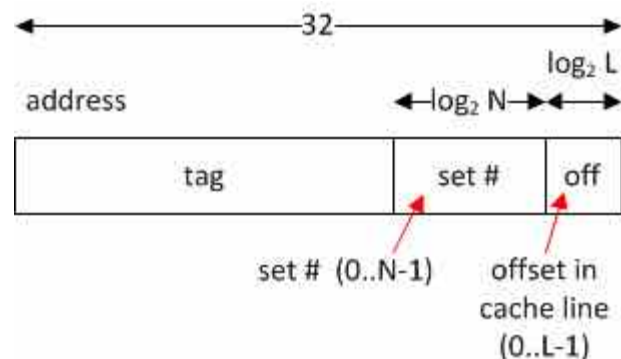 32
log₂ L
address
log₂ N
tag
set #
off
set # (0..N-1)
offset in
cache line
(0..L-1)